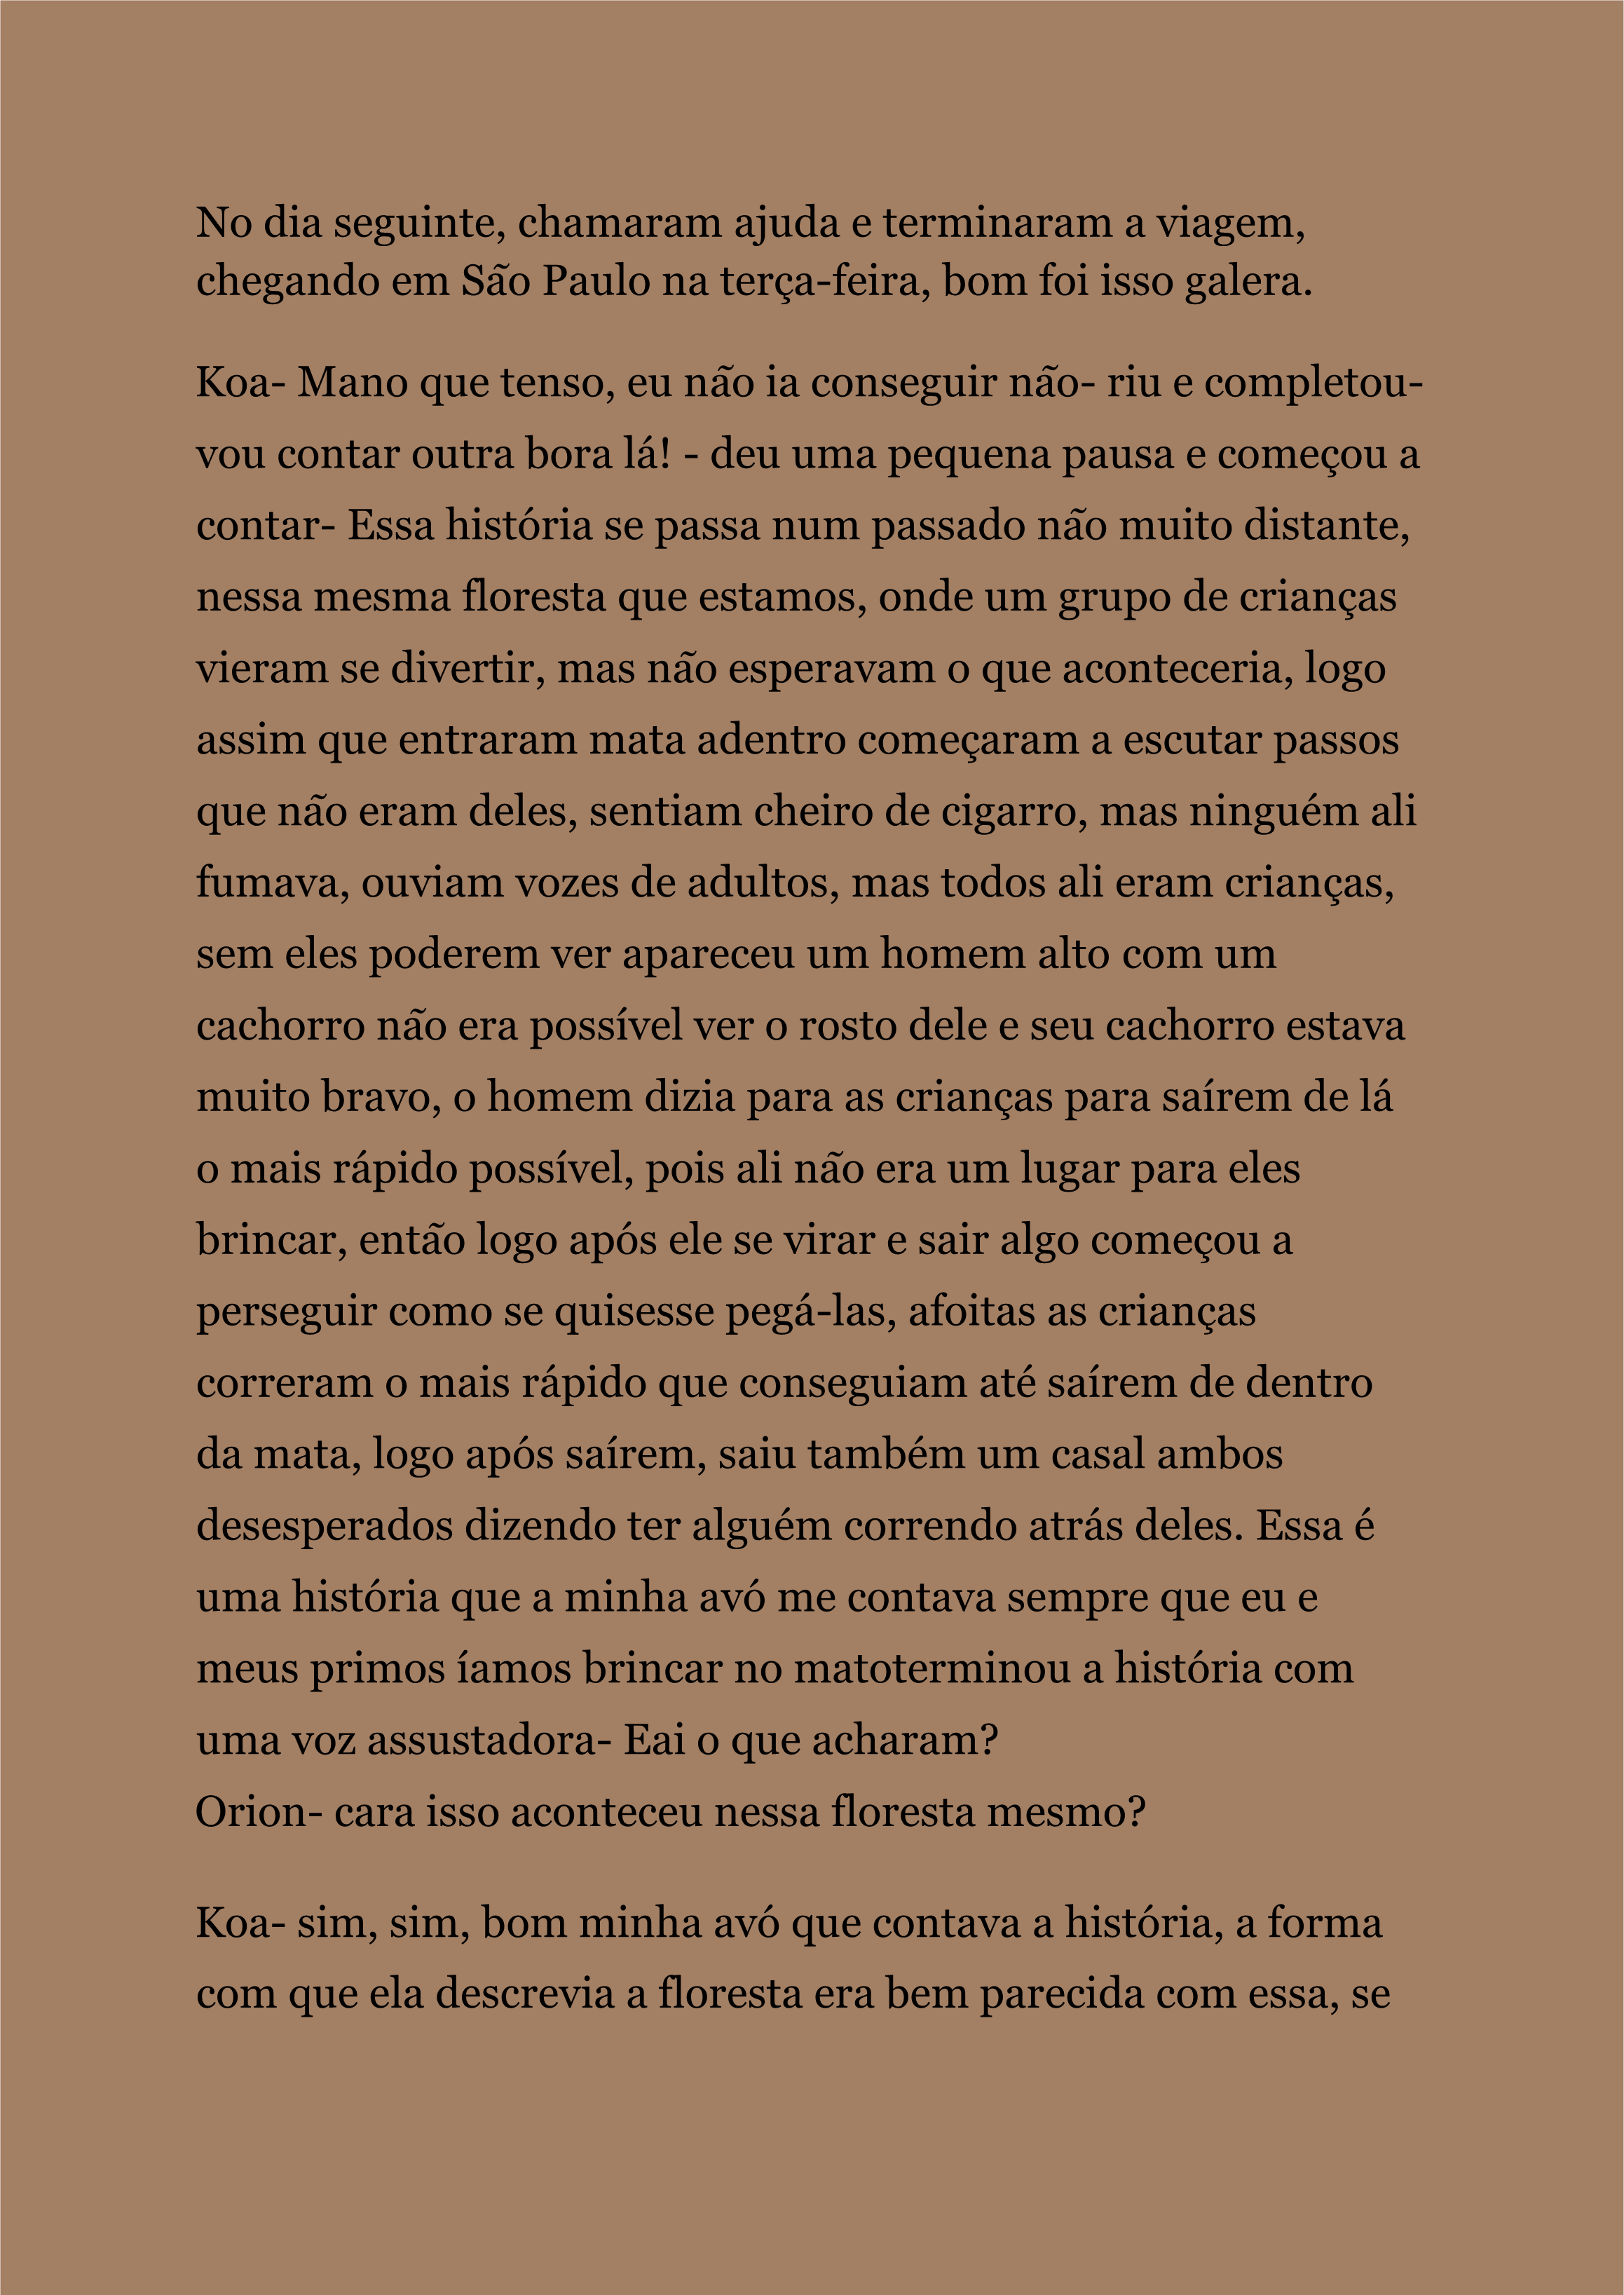 No dia seguinte, chamaram ajuda e terminaram a viagem,
chegando em São Paulo na terça-feira, bom foi isso galera.
Koa- Mano que tenso, eu não ia conseguir não- riu e completou-
vou contar outra bora lá! - deu uma pequena pausa e começou a
contar- Essa história se passa num passado não muito distante,
nessa mesma floresta que estamos, onde um grupo de crianças
vieram se divertir, mas não esperavam o que aconteceria, logo
assim que entraram mata adentro começaram a escutar passos
que não eram deles, sentiam cheiro de cigarro, mas ninguém ali
fumava, ouviam vozes de adultos, mas todos ali eram crianças,
sem eles poderem ver apareceu um homem alto com um
cachorro não era possível ver o rosto dele e seu cachorro estava
muito bravo, o homem dizia para as crianças para saírem de lá
o mais rápido possível, pois ali não era um lugar para eles
brincar, então logo após ele se virar e sair algo começou a
perseguir como se quisesse pegá-las, afoitas as crianças
correram o mais rápido que conseguiam até saírem de dentro
da mata, logo após saírem, saiu também um casal ambos
desesperados dizendo ter alguém correndo atrás deles. Essa é
uma história que a minha avó me contava sempre que eu e
meus primos íamos brincar no matoterminou a história com
uma voz assustadora- Eai o que acharam?
Orion- cara isso aconteceu nessa floresta mesmo?
Koa- sim, sim, bom minha avó que contava a história, a forma
com que ela descrevia a floresta era bem parecida com essa, se